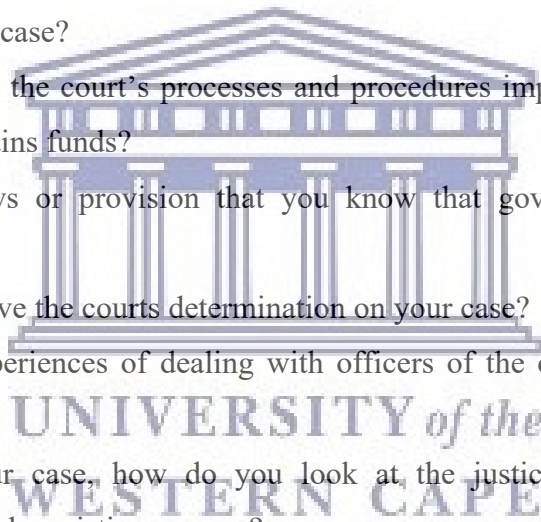 case?
the court’s processes and procedures imp
ins funds?
s or provision that you know that gov
ve the courts determination on your case?
periences of dealing with officers of the
UNIVERSITY of the
r case, how do you look at the justic
WESTERN CAPE